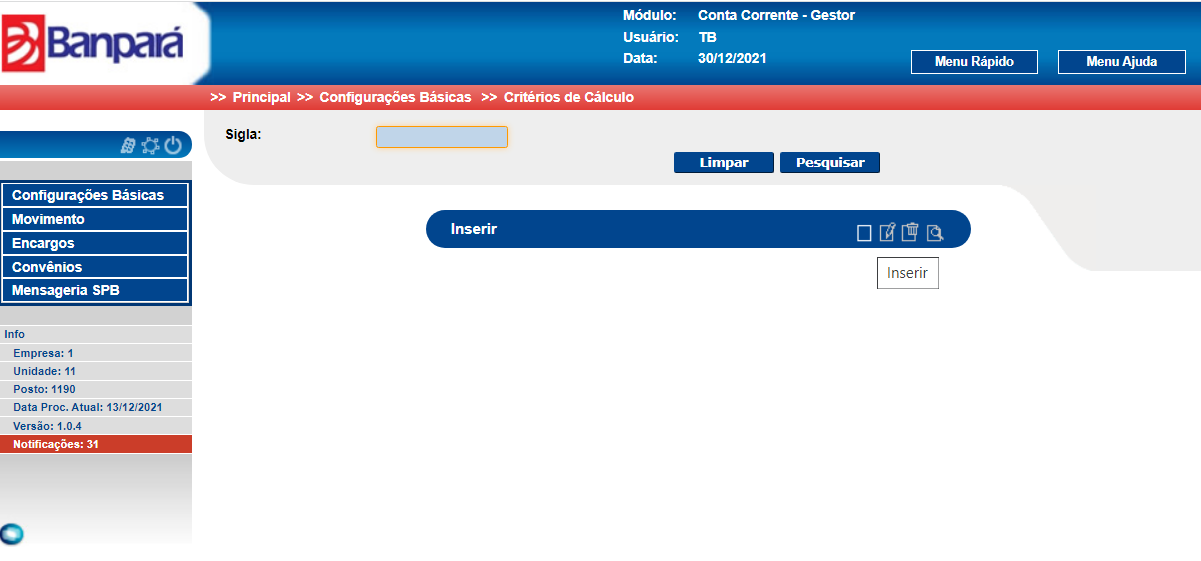 Banpará
Módulo: Conta Corrente - Gestor
Usuário: TB
Data: 30/12/2021
Menu Rápido Menu Ajuda
>> Principal >> Configurações Básicas >> Critérios de Cálculo
Sigla:
Limpar Pesquisar
Configurações Básicas
Movimento
Encargos
Convênios
Mensageria SPB
Inserir
Inserir
Info
Empresa: 1
Unidade: 11
Posto: 1190
Data Proc. Atual: 13/12/2021
Versão: 1.0.4
Notificações: 31